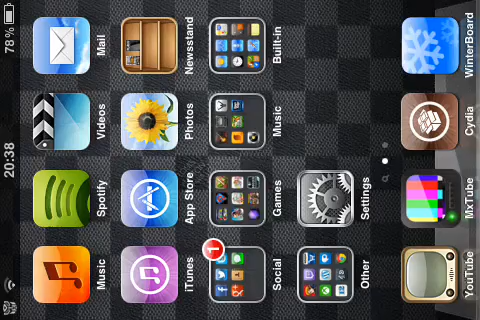 20:38
78%
Music
Spotify
Videos
Mail
iTunes
App Store
Photos
Newsstand
1
Social
Games
Music
Built-in
Other
Settings
YouTube
MxTube
Cydia
WinterBoard